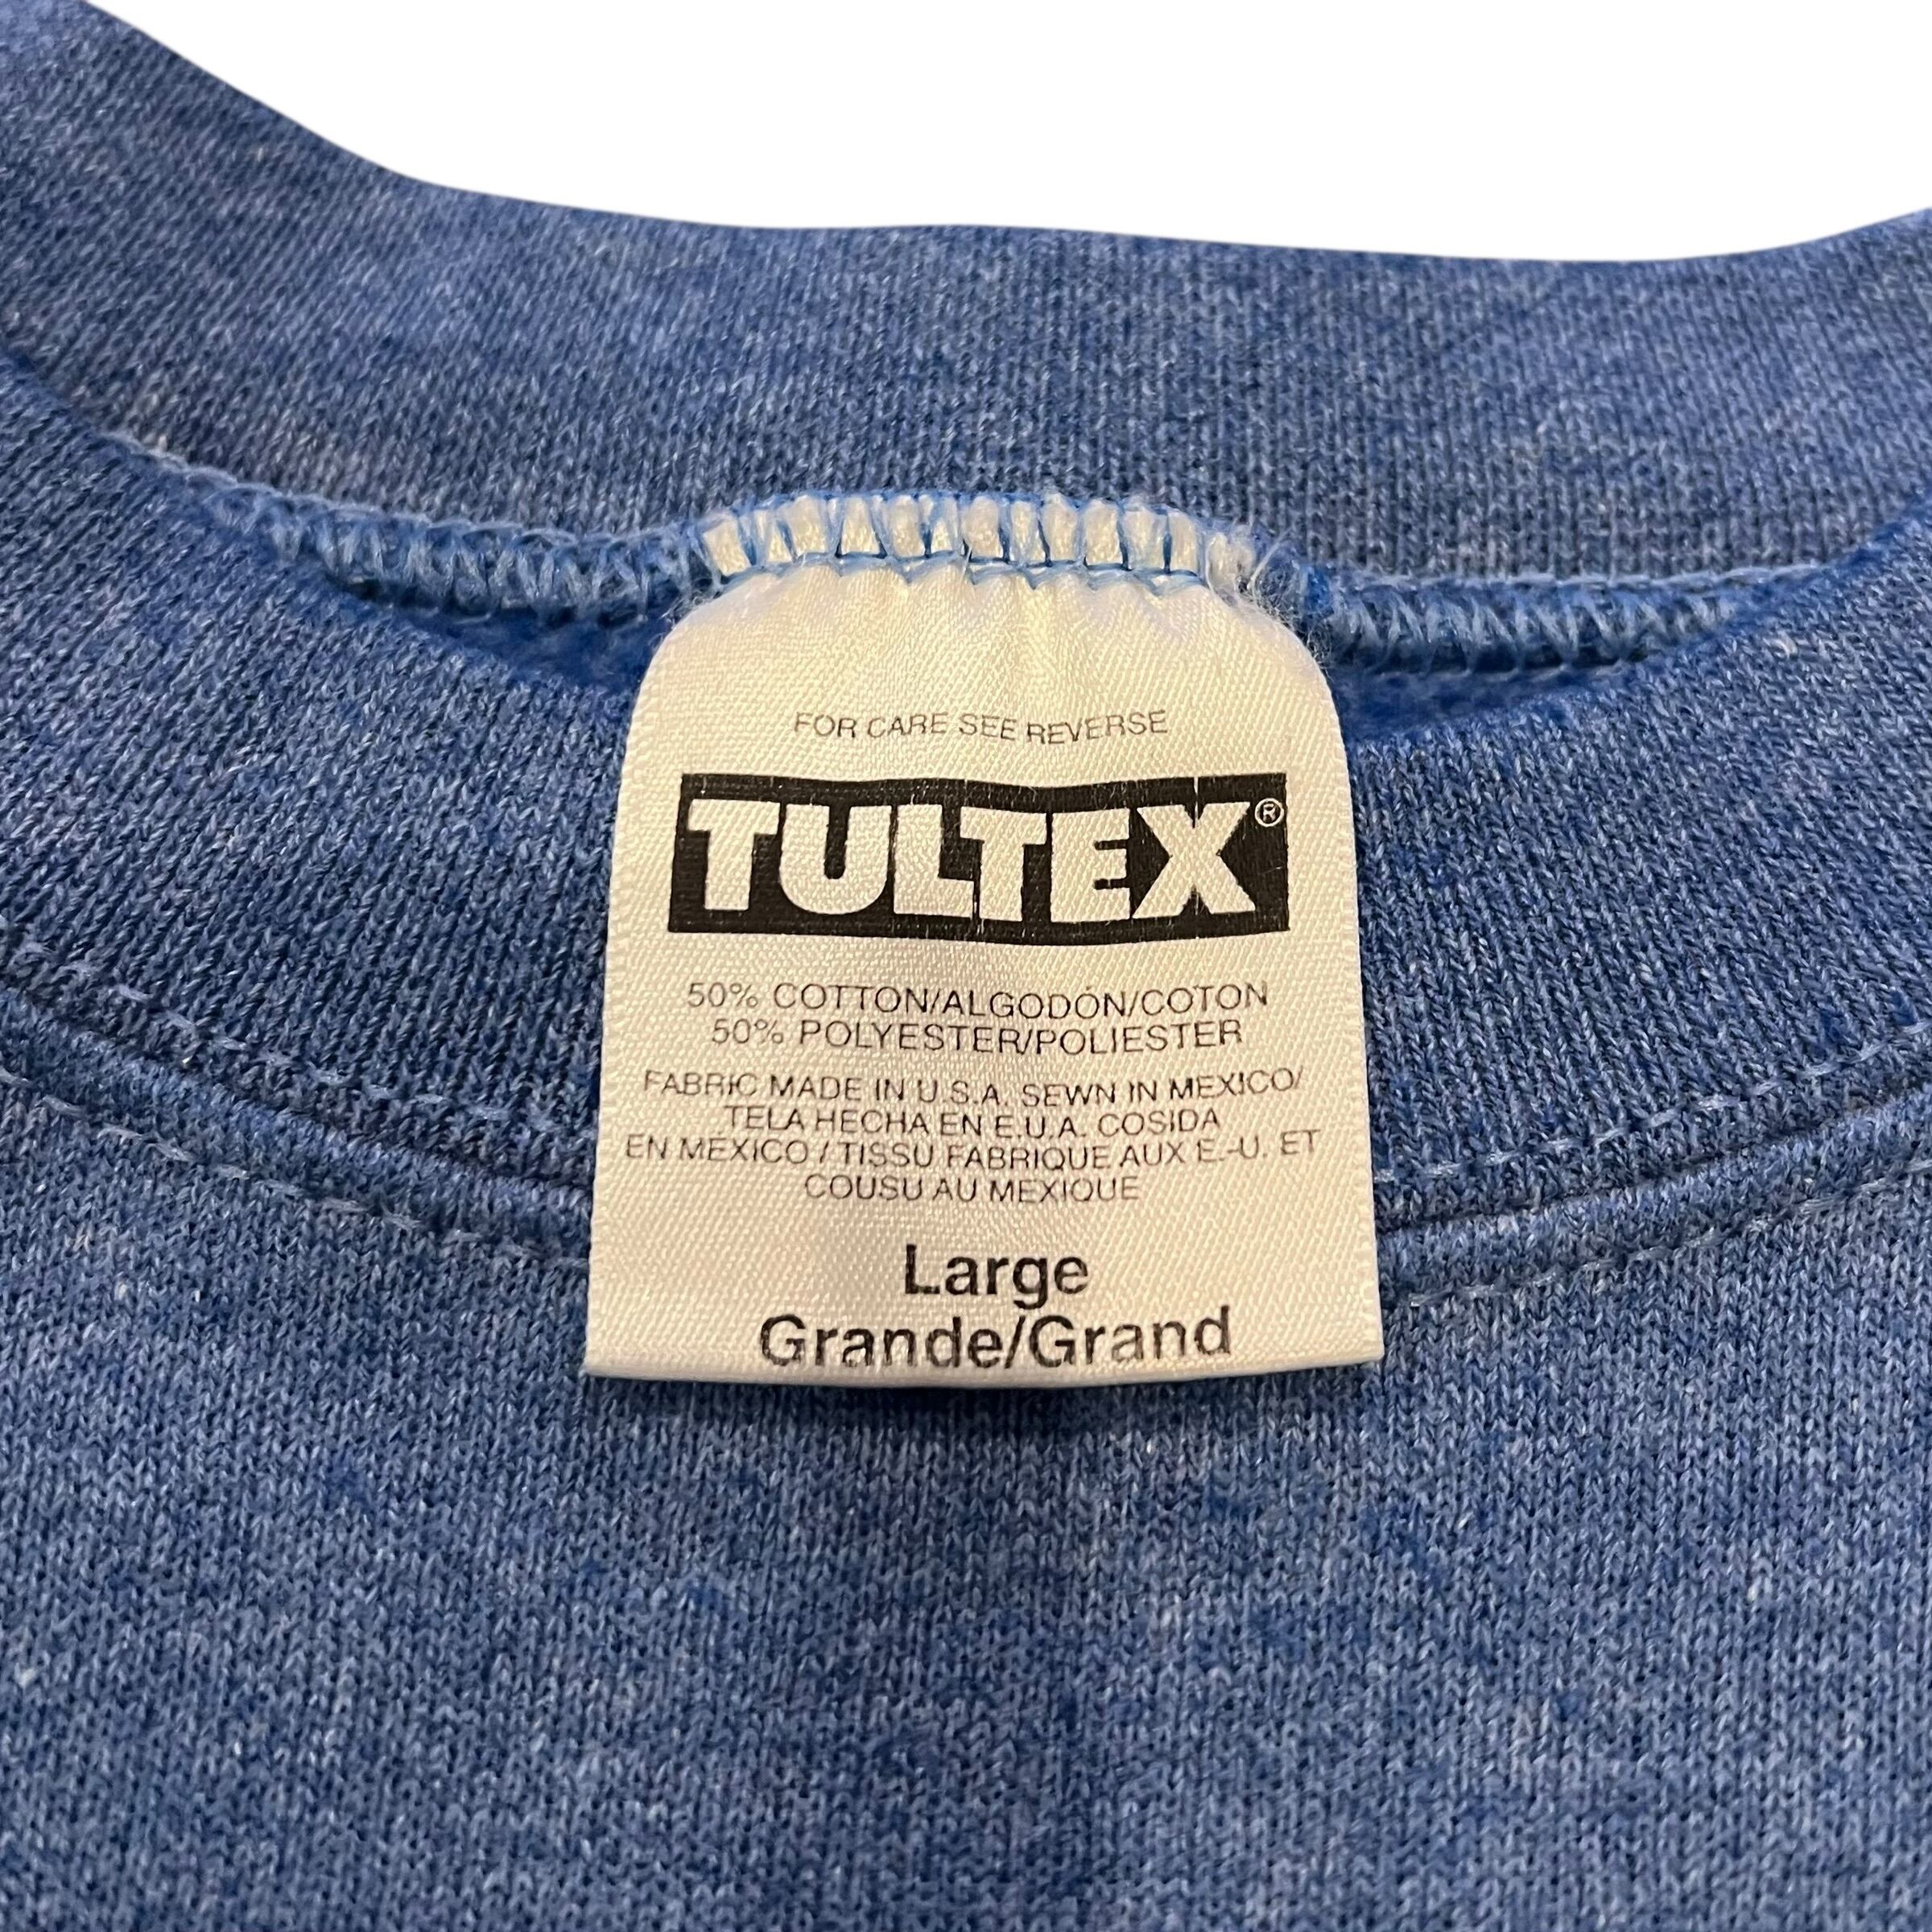 FOR CARE SEE REVERSE
TULTEX®
50% COTTON/ALGODÓN/COTON
50% POLYESTER/POLIESTER
FABRIC MADE IN U.S.A. SEWN IN MEXICO/
TELA HECHA EN E.U.A. COSIDA
EN MEXICO / TISSU FABRIQUE AUX E.-U. ET
COUSU AU MEXIQUE
Large
Grande/Grand